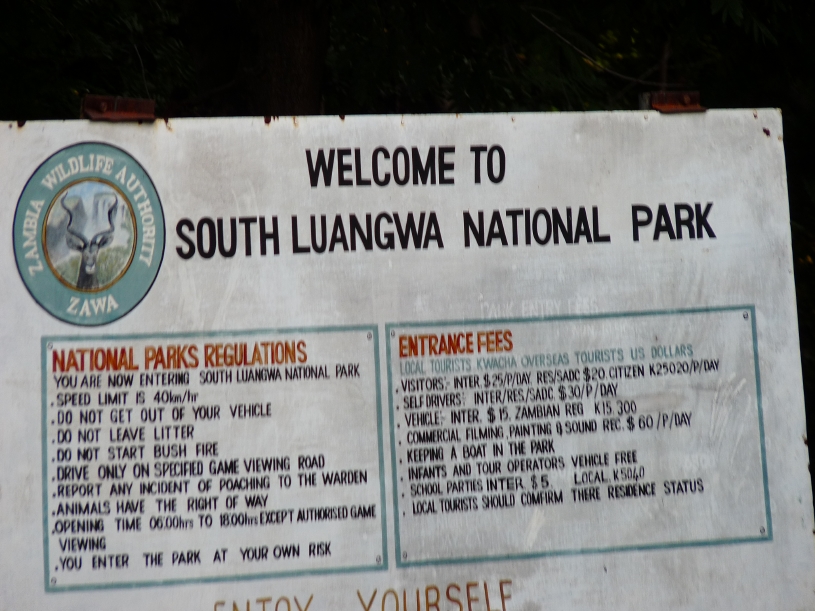 WELCOME TO
SOUTH LUANGWA NATIONAL PARK
ZAMBIA WILDLIFE AUTHORITY
ZAWA
PARK ENTRY FEES
NATIONAL PARKS REGULATIONS
YOU ARE NOW ENTERING SOUTH LUANGWA NATIONAL PARK
.SPEED LIMIT IS 40km/hr
.DO NOT GET OUT OF YOUR VEHICLE
.DO NOT LEAVE LITTER
.DO NOT START BUSH FIRE
.DRIVE ONLY ON SPECIFIED GAME VIEWING ROAD
.REPORT ANY INCIDENT OF POACHING TO THE WARDEN
.ANIMALS HAVE THE RIGHT OF WAY
.OPENING TIME 06.00hrs TO 18.00hrs EXCEPT AUTHORISED GAME
VIEWING
.YOU ENTER THE PARK AT YOUR OWN RISK
ENTRANCE FEES
LOCAL TOURISTS KWACHA OVERSEAS TOURISTS US DOLLARS
. VISITORS:- INTER. $25/P/DAY. RES/SADC $20. CITIZEN K25020/P/DAY
. SELF DRIVERS: INTER/RES/SADC $30/P/DAY
. VEHICLE:- INTER. $ 15. ZAMBIAN REG K15,300
. COMMERCIAL FILMING, PAINTING & SOUND REC. $ 60 /P/DAY
. KEEPING A BOAT IN THE PARK
. INFANTS AND TOUR OPERATORS VEHICLE FREE
. SCHOOL PARTIES INTER. $5. LOCAL. K5040
. LOCAL TOURISTS SHOULD CONFIRM THERE RESIDENCE STATUS
ENJOY YOURSELF